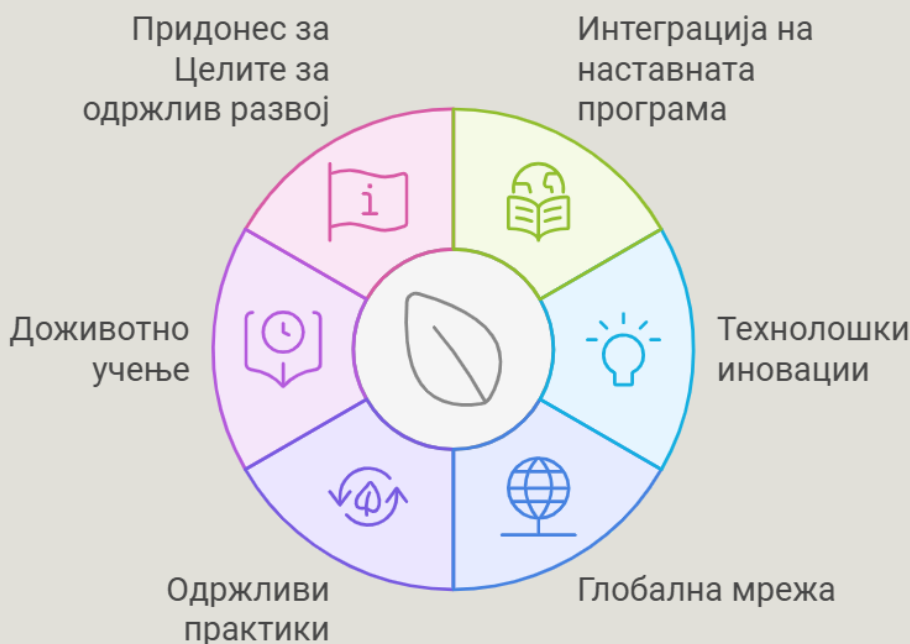 Придонес за
Целите за
одржлив развој
Интеграција на
наставната
програма
Доживотно
учење
Технолошки
иновации
Одржливи
практики
Глобална мрежа